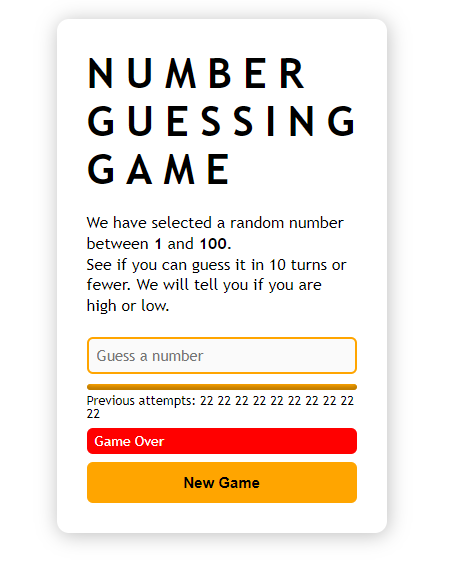 NUMBER
GUESSING
GAME
We have selected a random number
between 1 and 100.
See if you can guess it in 10 turns or
fewer. We will tell you if you are
high or low.
Guess a number
Previous attempts: 22 22 22 22 22 22 22 22 22
22
Game Over
New Game